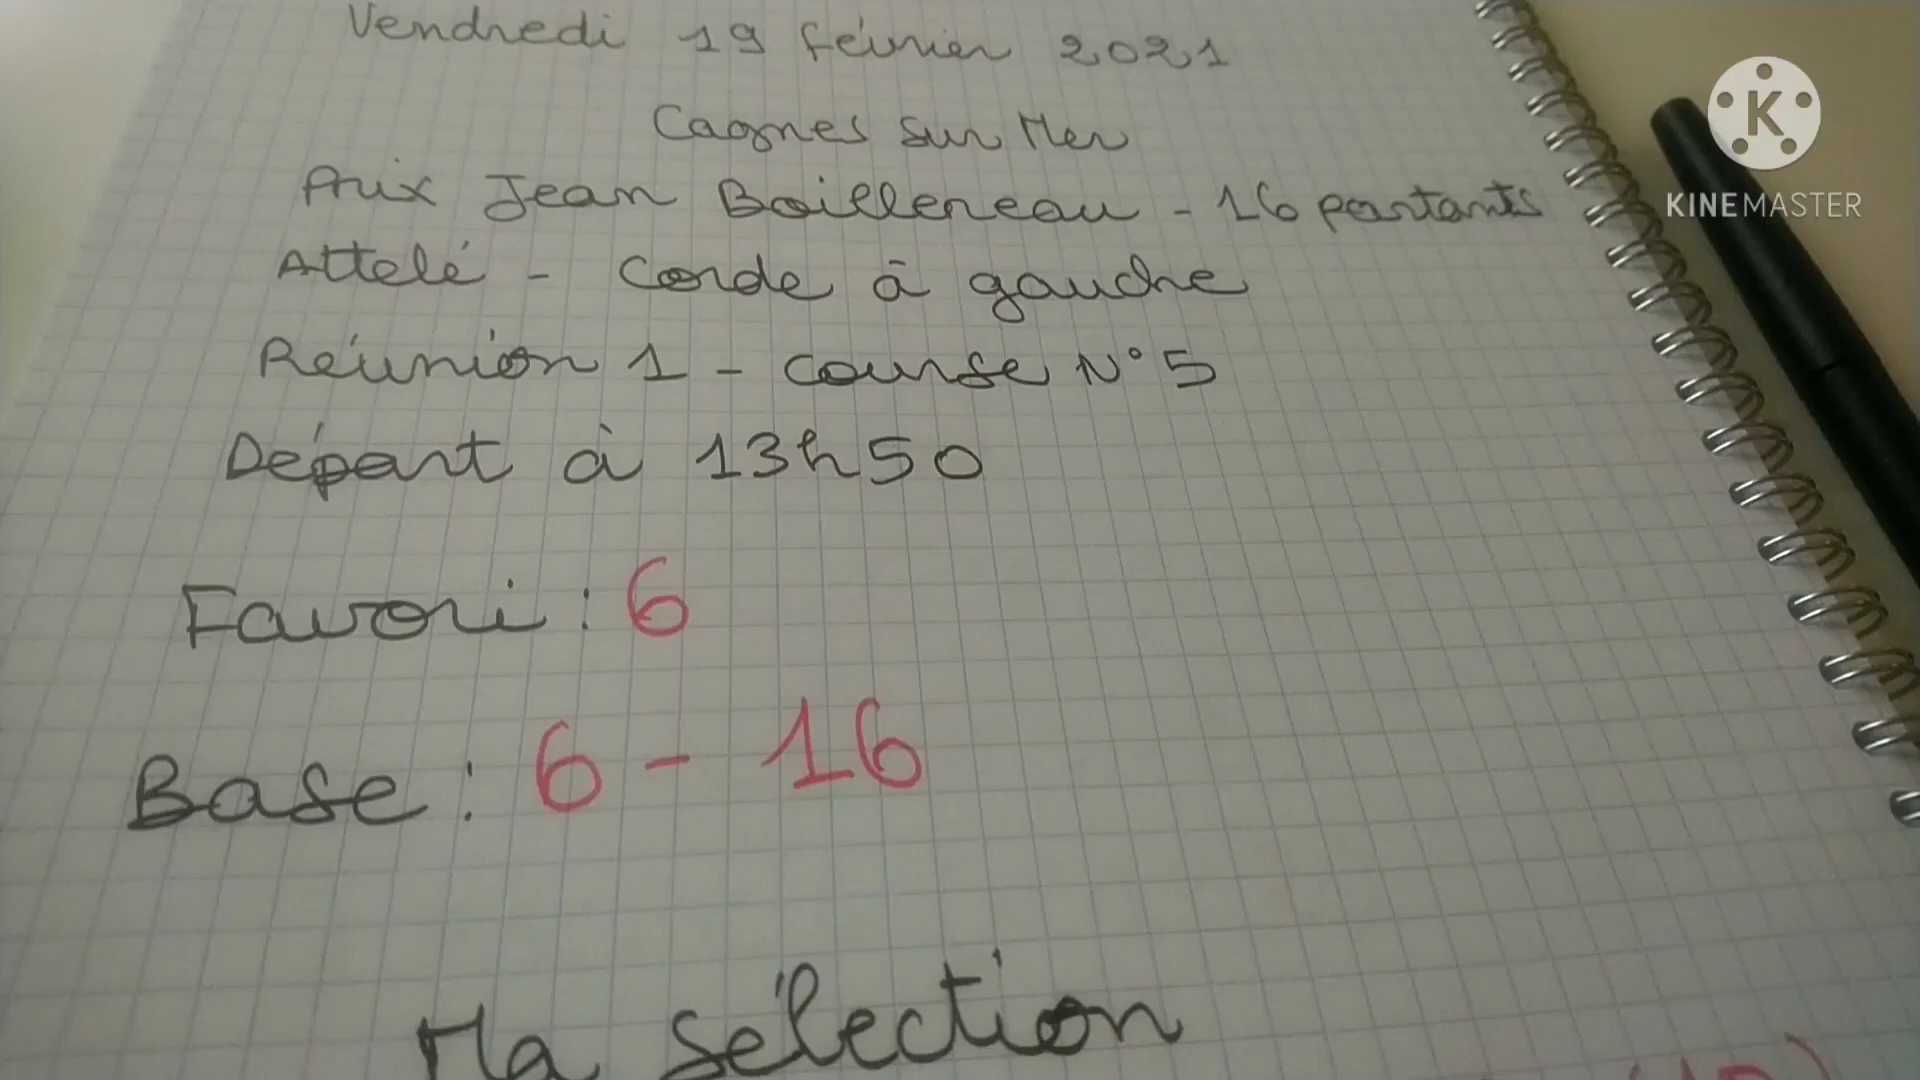 Vendredi 19 février 2021
Cagnes sur Mer
Prix Jean Boillereau - 16 partants
Attelé - Corde à gauche
Réunion 1 - course N°5
Départ à 13h50
Favori : 6
Base : 6 - 16
Ma sélection
K
KINEMASTER